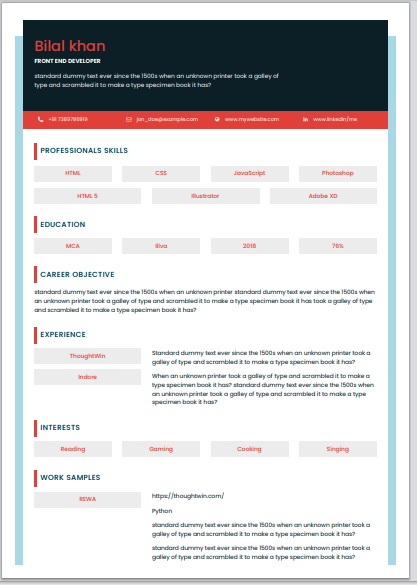 Bilal khan
FRONT END DEVELOPER
standard dummy text ever since the 1500s when an unknown printer took a galley of
type and scrambled it to make a type specimen book it has?
jon_doe@example.com www.mywebsite.com www.linkedin/me
PROFESSIONALS SKILLS
HTML CSS JavaScript Photoshop
HTML 5 Illustrator Adobe XD
EDUCATION
MCA iiiva 2018 76%
CAREER OBJECTIVE
standard dummy text ever since the 1500s when an unknown printer standard dummy text ever since the 1500s when
an unknown printer took a galley of type and scrambled it to make a type specimen book it has took a galley of type
and scrambled it to make a type specimen book it has?
EXPERIENCE
ThoughtWin
Standard dummy text ever since the 1500s when an unknown printer took a
galley of type and scrambled it to make a type specimen book it has?
Indore
When an unknown printer took a galley of type and scrambled it to make a
type specimen book it has? standard dummy text ever since the 1500s when
an unknown printer took a galley of type and scrambled it to make a type
specimen book it has?
INTERESTS
Reading Gaming Cooking Singing
WORK SAMPLES
REWA
https://thoughtwin.com/
Python
standard dummy text ever since the 1500s when an unknown printer took a
galley of type and scrambled it to make a type specimen book it has?
standard dummy text ever since the 1500s when an unknown printer took a
galley of type and scrambled it to make a type specimen book it has?